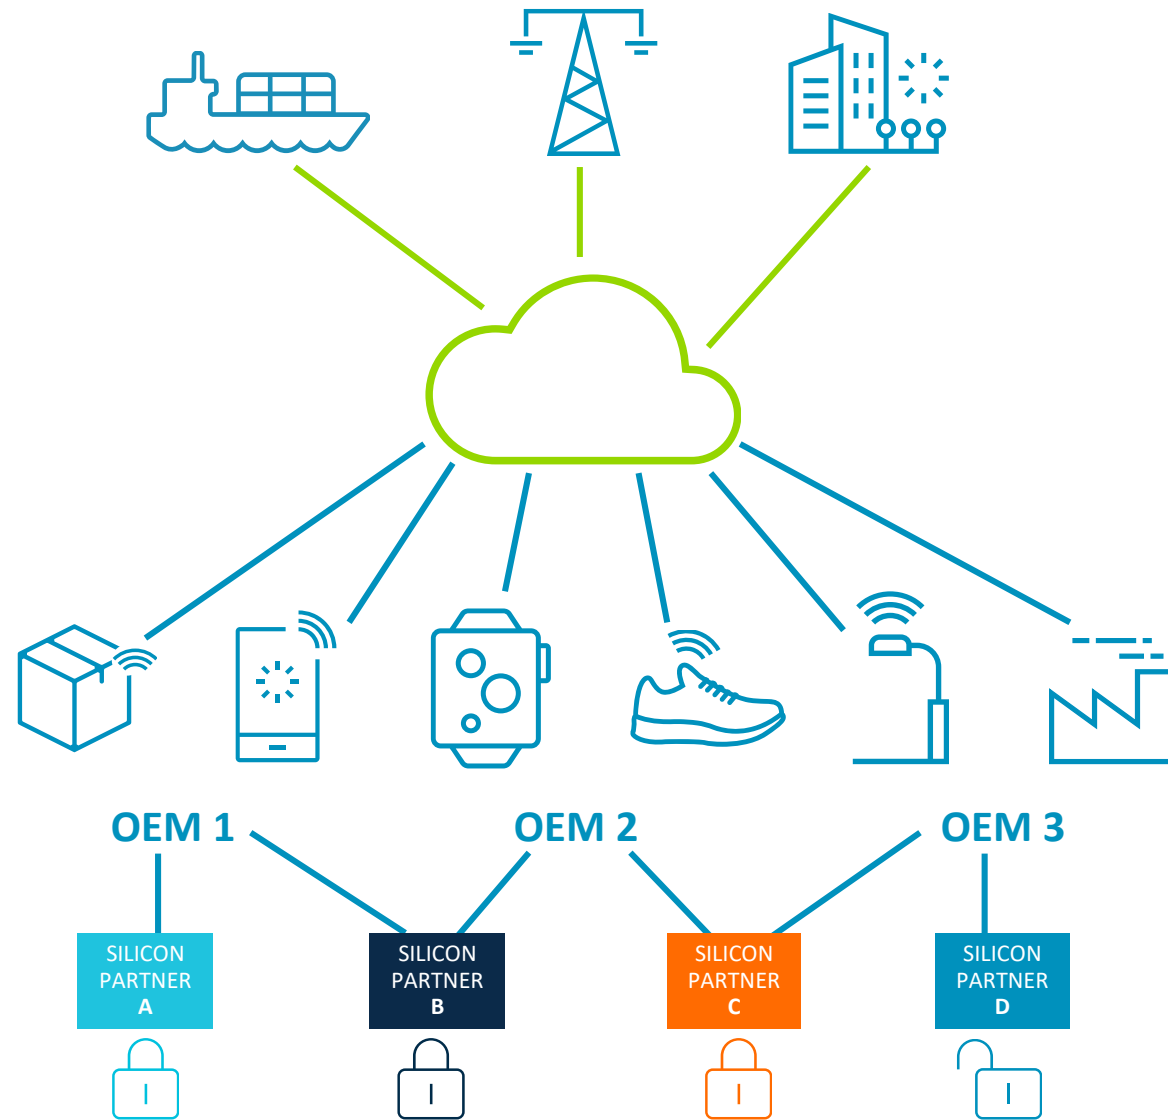 OEM 1
OEM 2
OEM 3
SILICON
PARTNER
A
SILICON
PARTNER
B
SILICON
PARTNER
C
SILICON
PARTNER
D